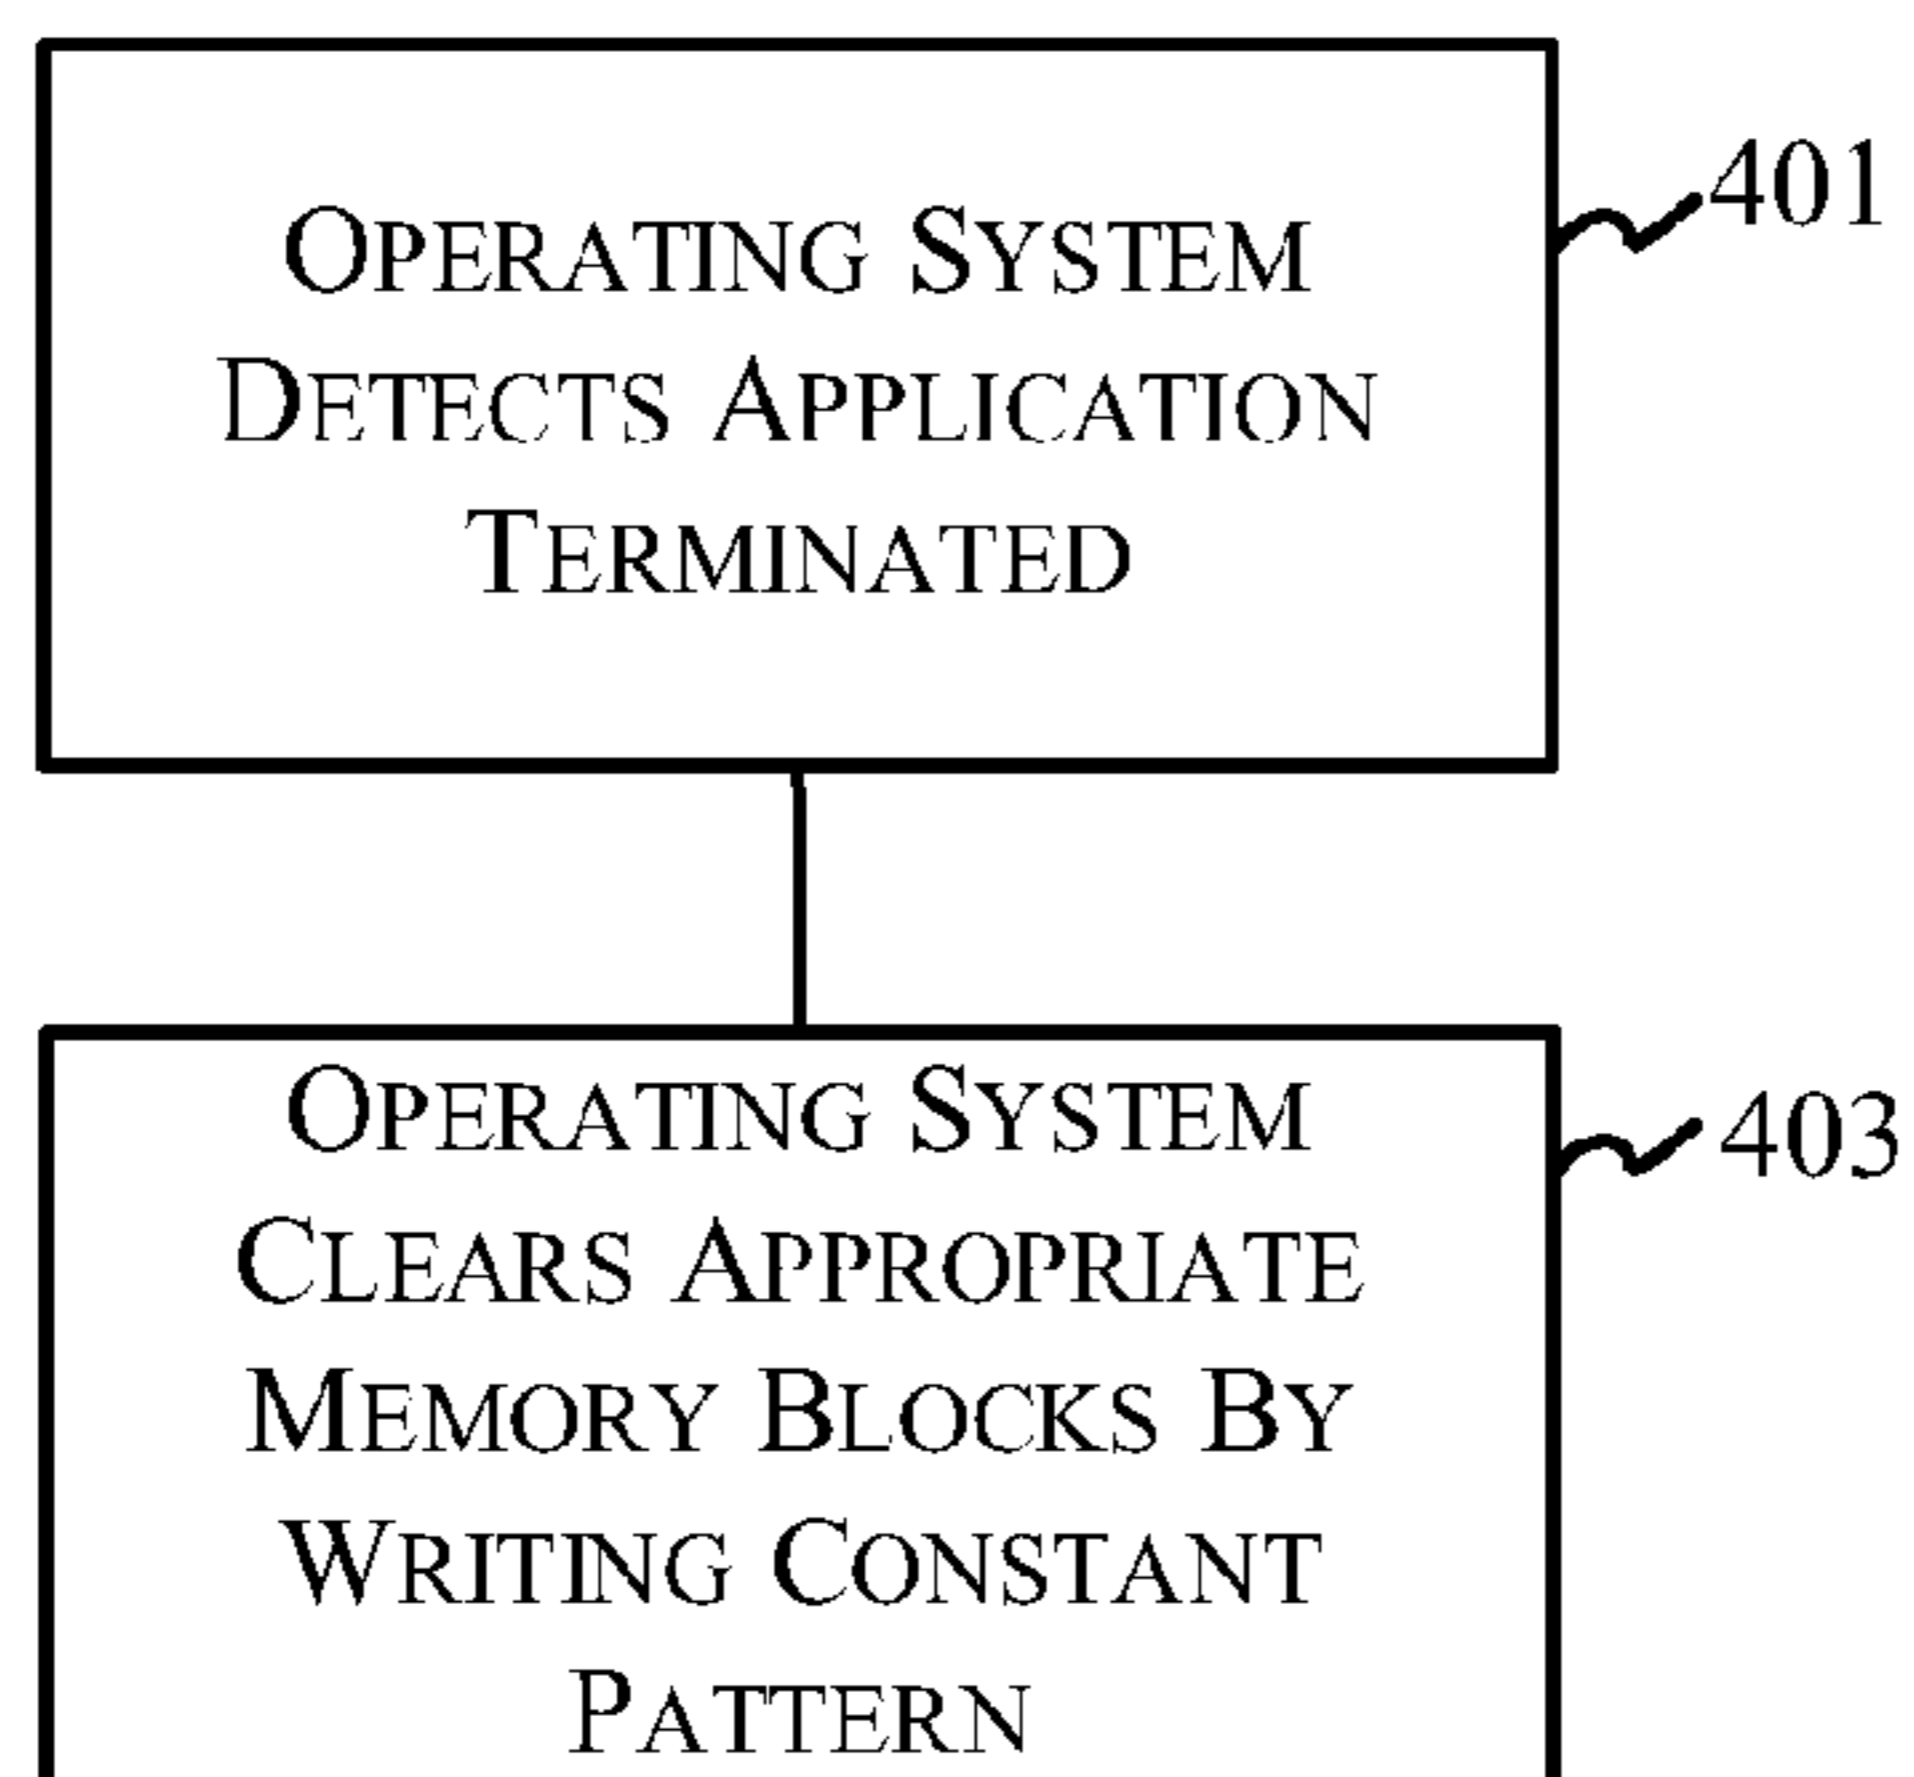 OPERATING SYSTEM
401
DETECTS APPLICATION
TERMINATED
OPERATING SYSTEM
403
CLEARS APPROPRIATE
MEMORY BLOCKS BY
WRITING CONSTANT
PATTERN